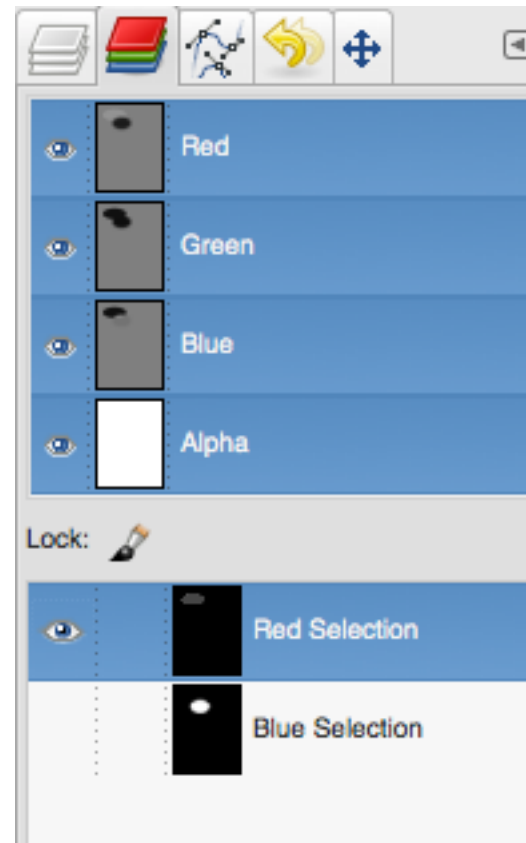 Red
Green
Blue
Alpha
Lock:
Red Selection
Blue Selection